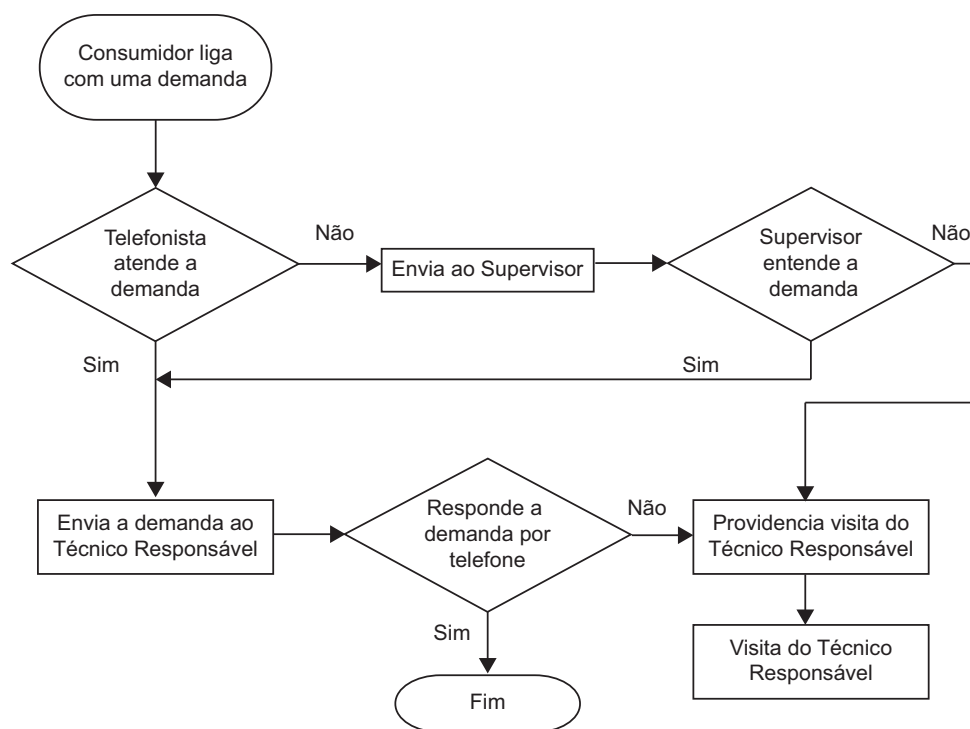 Consumidor liga
com uma demanda
Telefonista
atende a
demanda
Não
Envia ao Supervisor
Supervisor
entende a
demanda
Não
Sim
Sim
Envia a demanda ao
Técnico Responsável
Responde a
demanda por
telefone
Não
Providencia visita do
Técnico Responsável
Sim
Visita do Técnico
Responsável
Fim